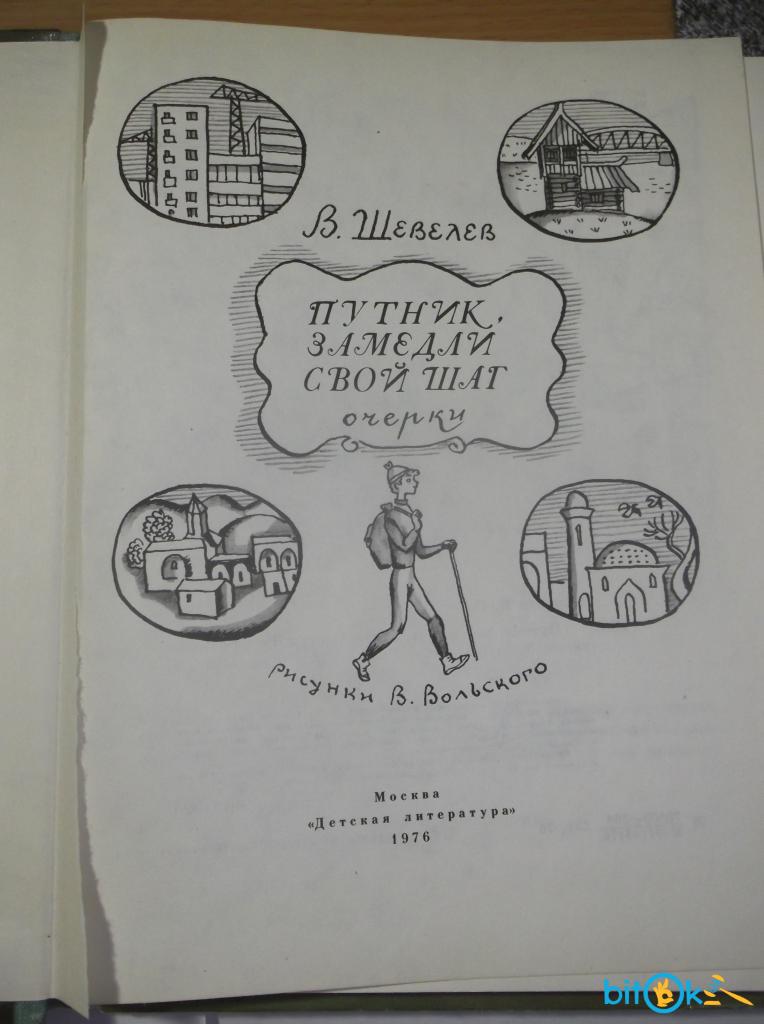 В. Шевелев
ПУТНИК,
ЗАМЕДЛИ
СВОЙ ШАГ
очерки
рисунки В. Вольского
Москва
«Детская литература»
1976
bitOk